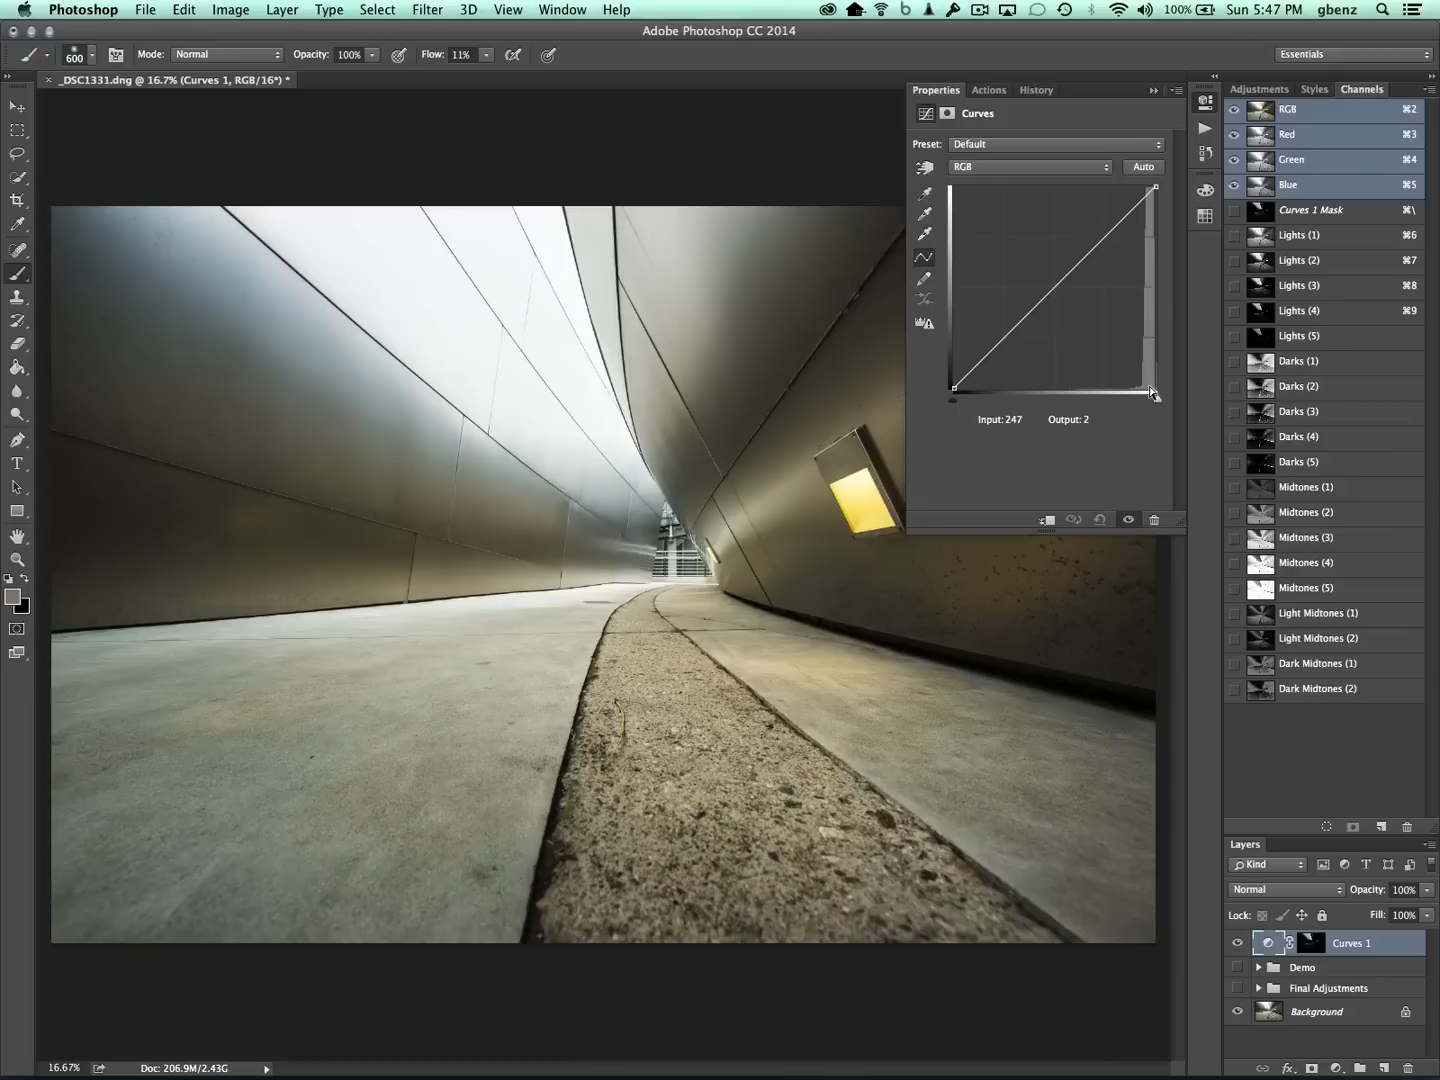 Photoshop File Edit Image Layer Type Select Filter 3D View Window Help 100% Sun 5:47 PM gbenz
Adobe Photoshop CC 2014
600 Mode: Normal Opacity: 100% Flow: 11% Essentials
× _DSC1331.dng @ 16.7% (Curves 1, RGB/16*) *
Properties Actions History
Curves
Preset: Default
RGB Auto
Input: 247 Output: 2
Adjustments Styles Channels
RGB ⌘2
Red ⌘3
Green ⌘4
Blue ⌘5
Curves 1 Mask ⌘\
Lights (1) ⌘6
Lights (2) ⌘7
Lights (3) ⌘8
Lights (4) ⌘9
Lights (5)
Darks (1)
Darks (2)
Darks (3)
Darks (4)
Darks (5)
Midtones (1)
Midtones (2)
Midtones (3)
Midtones (4)
Midtones (5)
Light Midtones (1)
Light Midtones (2)
Dark Midtones (1)
Dark Midtones (2)
Layers
Kind
Normal Opacity: 100%
Lock: Fill: 100%
Curves 1
Demo
Final Adjustments
Background
16.67% Doc: 206.9M/2.43G